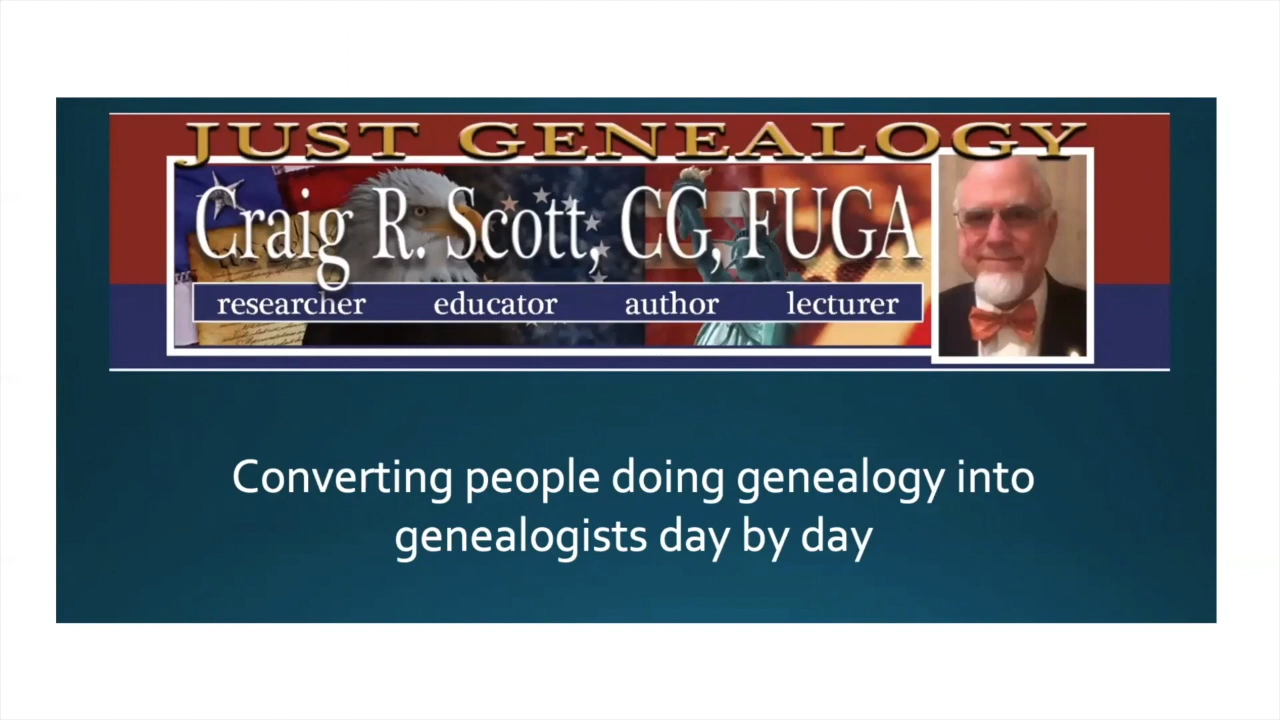 JUST GENEALOGY
Craig R. Scott, CG, FUGA
researcher educator author lecturer
Converting people doing genealogy into
genealogists day by day